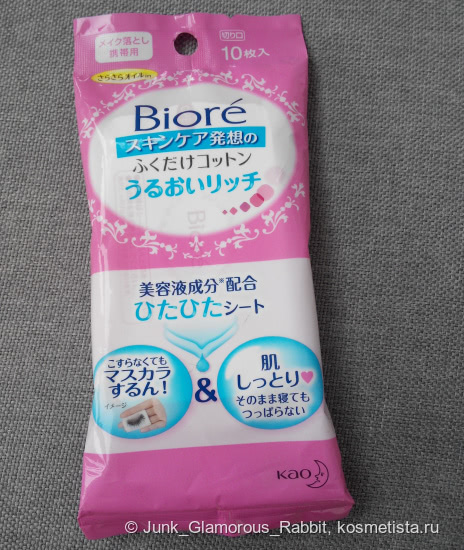 メイク落とし
携帯用
切り口
10枚入
さらさらオイルin
Bioré
スキンケア発想の
ふくだけコットン
うるおいリッチ
美容液成分※配合
ひたひたシート
こすらなくても
マスカラ
するん!
イメージ
&
肌
しっとり♥
そのまま寝ても
つっぱらない
Kao
© Junk_Glamorous_Rabbit, kosmetista.ru